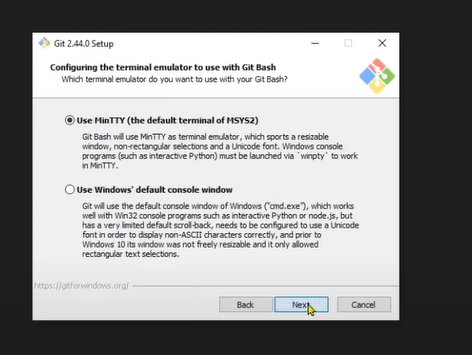 Git 2.44.0 Setup
Configuring the terminal emulator to use with Git Bash
Which terminal emulator do you want to use with your Git Bash?
Use MinTTY (the default terminal of MSYS2)
Git Bash will use MinTTY as terminal emulator, which sports a resizable
window, non-rectangular selections and a Unicode font. Windows console
programs (such as interactive Python) must be launched via `winpty` to work
in MinTTY.
Use Windows' default console window
Git will use the default console window of Windows ("cmd.exe"), which works
well with Win32 console programs such as interactive Python or node.js, but
has a very limited default scroll-back, needs to be configured to use a Unicode
font in order to display non-ASCII characters correctly, and prior to
Windows 10 its window was not freely resizable and it only allowed
rectangular text selections.
https://gitforwindows.org/
Back Next Cancel